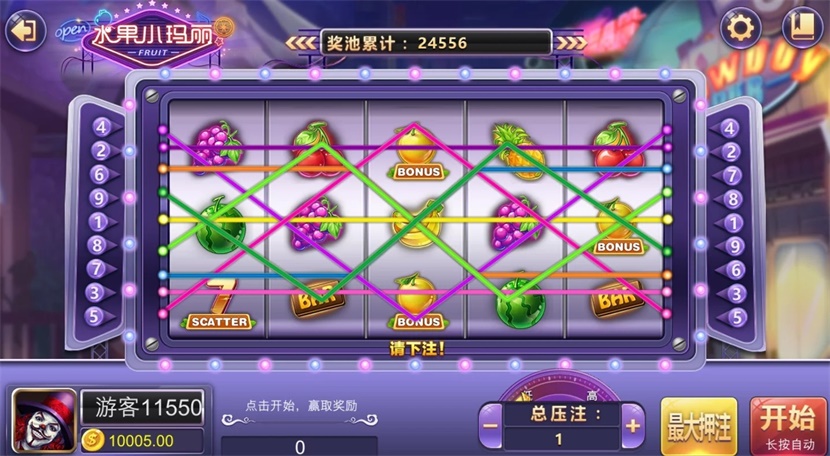 open
水果小玛丽
FRUIT
奖池累计：24556
4
2
6
9
1
8
7
3
5
4
2
7
8
1
9
6
3
5
BONUS
BONUS
SCATTER
BAR
BONUS
BAR
请下注！
游客11550
10005.00
点击开始，赢取奖励
0
高
总压注：
1
最大押注
开始
长按自动